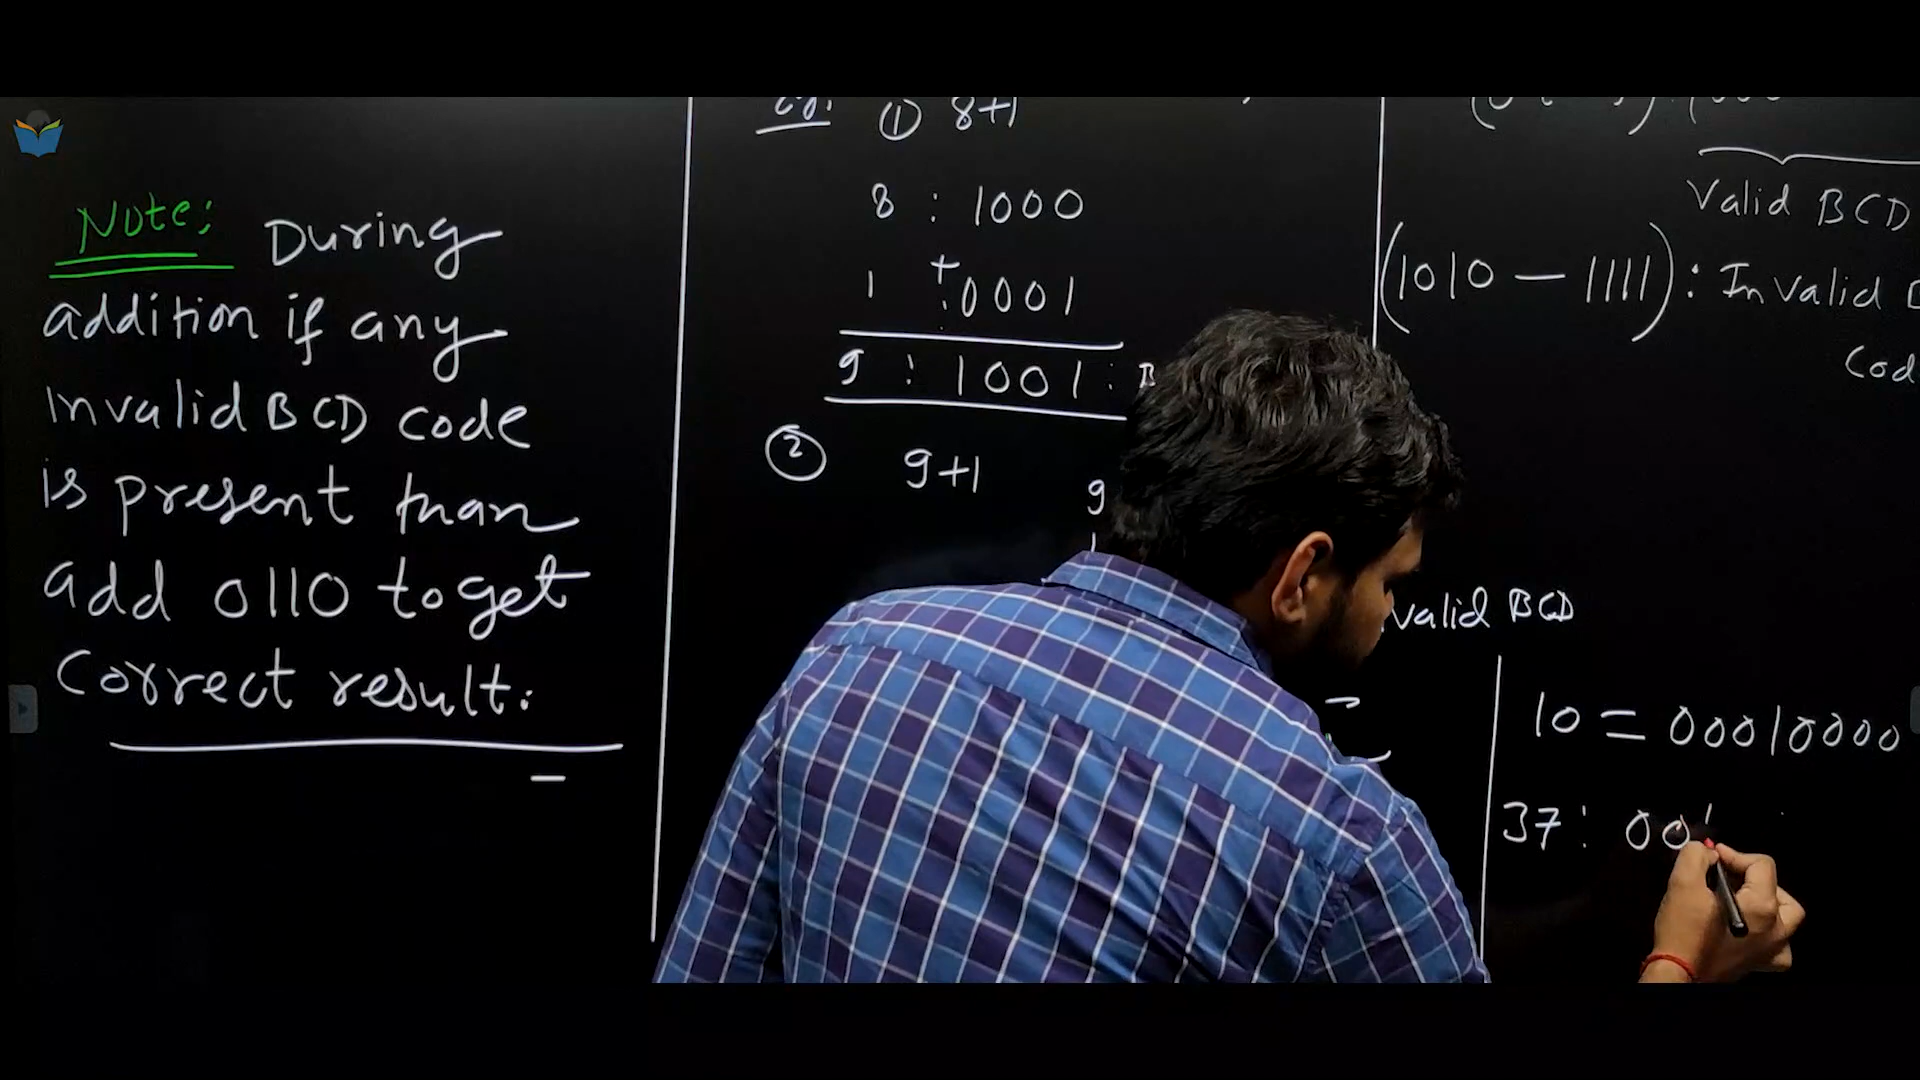 Note: During
addition if any
invalid BCD code
is present than
add 0110 to get
correct result:
eg: ① 8+1
8 : 1000
+
1 : 0001
9 : 1001 :
② 9+1
9
1
Valid BCD
(1010 — 1111) : Invalid
Cod
valid BCD
10 = 00010000
37: 001